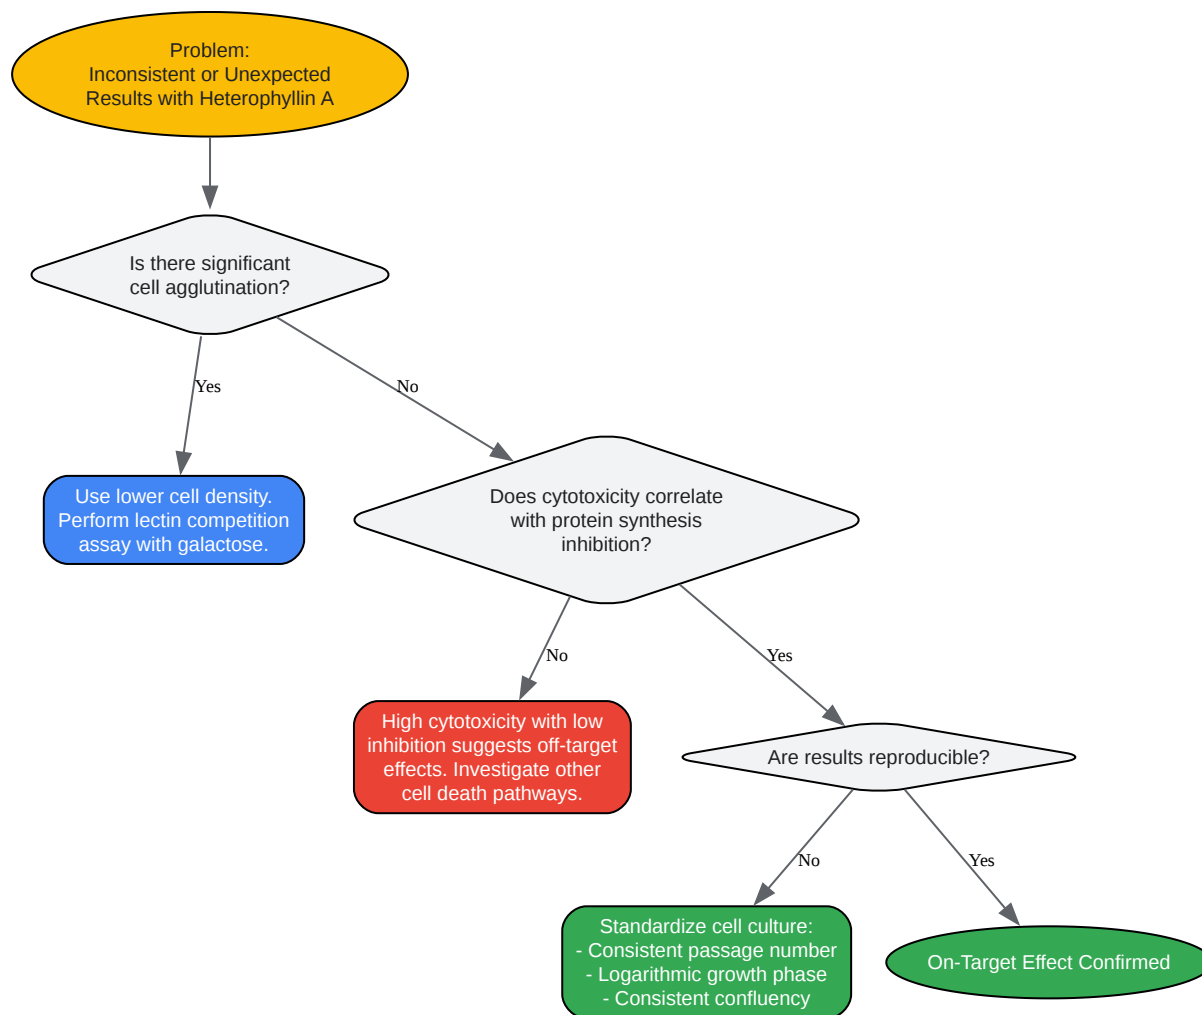 Problem:
Inconsistent or Unexpected
Results with Heterophyllin A
Is there significant
cell agglutination?
Yes
No
Use lower cell density.
Perform lectin competition
assay with galactose.
Does cytotoxicity correlate
with protein synthesis
inhibition?
No
Yes
High cytotoxicity with low
inhibition suggests off-target
effects. Investigate other
cell death pathways.
Are results reproducible?
No
Yes
Standardize cell culture:
- Consistent passage number
- Logarithmic growth phase
- Consistent confluency
On-Target Effect Confirmed